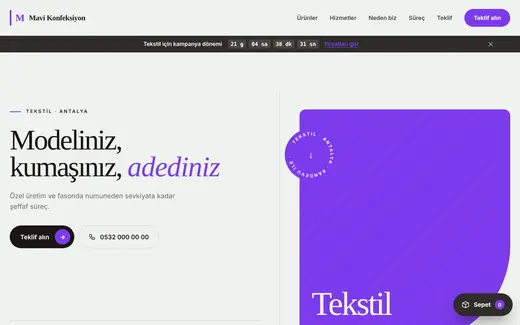 M Mavi Konfeksiyon
Ürünler Hizmetler Neden biz Süreç Teklif Teklif alın
Tekstil için kampanya dönemi 21 g 04 sa 38 dk 31 sn Fırsatları gör
TEKSTİL · ANTALYA
Modeliniz,
kumaşınız, adediniz
Özel üretim ve fasonda numuneden sevkiyata kadar
şeffaf süreç.
Teklif alın → 0532 000 00 00
TEKSTİL · ANTALYA · RANDEVU İLE
↓
Tekstil
Sepet 0